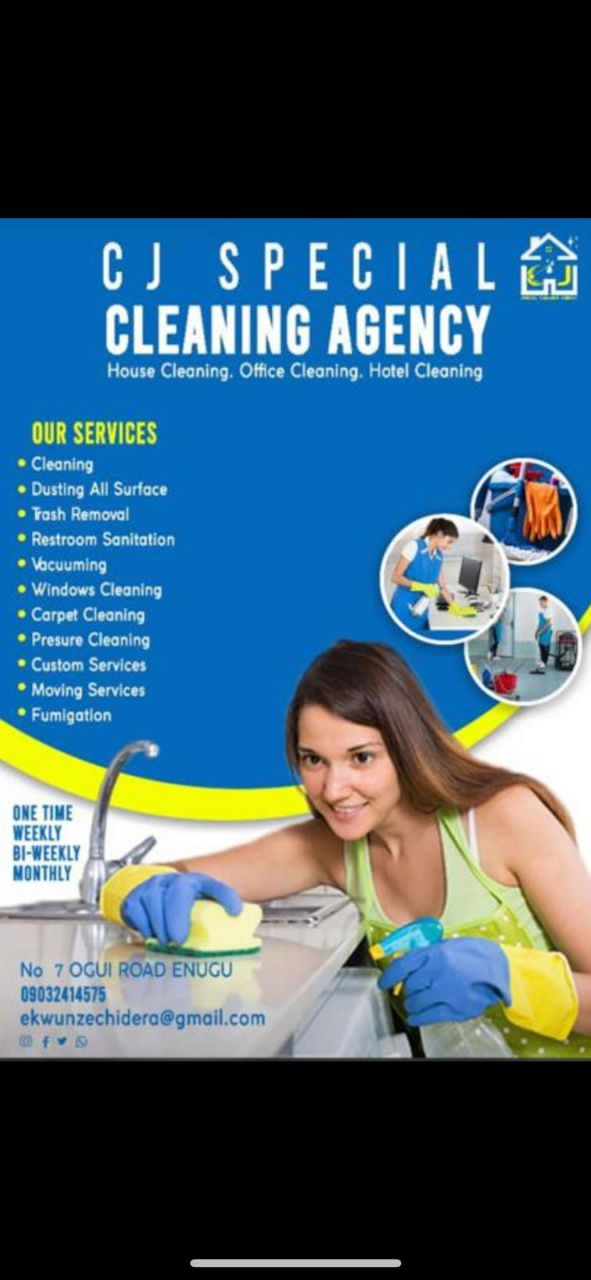 CJ SPECIAL
CLEANING AGENCY
House Cleaning. Office Cleaning. Hotel Cleaning
OUR SERVICES
Cleaning
Dusting All Surface
Trash Removal
Restroom Sanitation
Vacuuming
Windows Cleaning
Carpet Cleaning
Presure Cleaning
Custom Services
Moving Services
Fumigation
ONE TIME
WEEKLY
BI-WEEKLY
MONTHLY
No 7 OGUI ROAD ENUGU
09032414575
ekwunzechidera@gmail.com
CJ